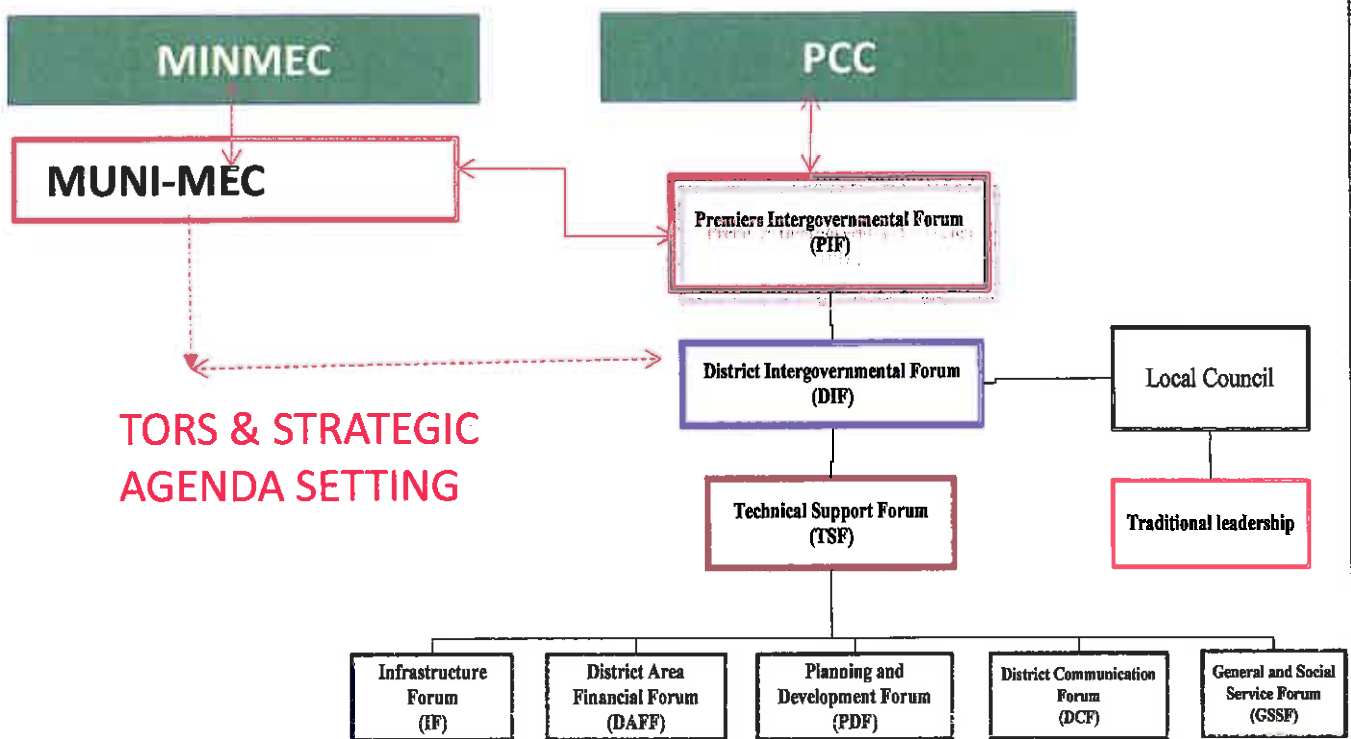 MINMEC
PCC
MUNI-MEC
Premiers Intergovernmental Forum
(PIF)
District Intergovernmental Forum
(DIF)
Local Council
TORS & STRATEGIC
AGENDA SETTING
Technical Support Forum
(TSF)
Traditional leadership
Infrastructure
Forum
(IF)
District Area
Financial Forum
(DAFF)
Planning and
Development Forum
(PDF)
District Communication
Forum
(DCF)
General and Social
Service Forum
(GSSF)